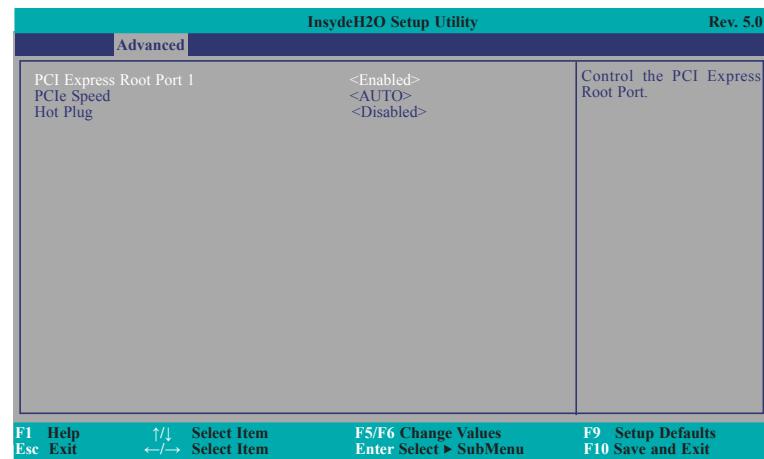 InsydeH2O Setup Utility Rev. 5.0
Advanced
PCI Express Root Port 1 <Enabled>
PCIe Speed <AUTO>
Hot Plug <Disabled>
Control the PCI Express
Root Port.
F1 Help ↑/↓ Select Item F5/F6 Change Values F9 Setup Defaults
Esc Exit ←/→ Select Item Enter Select ▶ SubMenu F10 Save and Exit